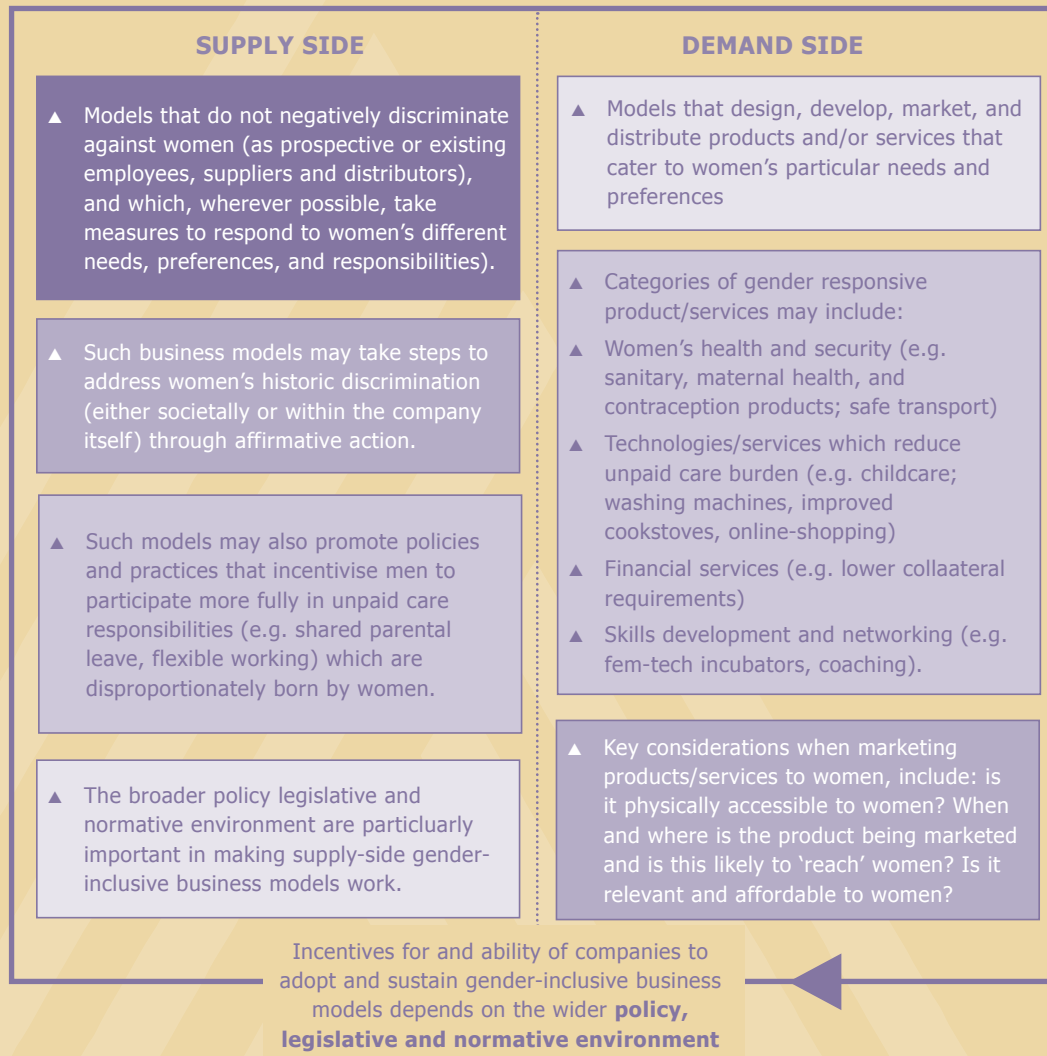 SUPPLY SIDE
▲ Models that do not negatively discriminate
against women (as prospective or existing
employees, suppliers and distributors),
and which, wherever possible, take
measures to respond to women’s different
needs, preferences, and responsibilities).
▲ Such business models may take steps to
address women’s historic discrimination
(either societally or within the company
itself) through affirmative action.
▲ Such models may also promote policies
and practices that incentivise men to
participate more fully in unpaid care
responsibilities (e.g. shared parental
leave, flexible working) which are
disproportionately born by women.
▲ The broader policy legislative and
normative environment are particluarly
important in making supply-side gender-
inclusive business models work.
DEMAND SIDE
▲ Models that design, develop, market, and
distribute products and/or services that
cater to women’s particular needs and
preferences
▲ Categories of gender responsive
product/services may include:
▲ Women’s health and security (e.g.
sanitary, maternal health, and
contraception products; safe transport)
▲ Technologies/services which reduce
unpaid care burden (e.g. childcare;
washing machines, improved
cookstoves, online-shopping)
▲ Financial services (e.g. lower collaateral
requirements)
▲ Skills development and networking (e.g.
fem-tech incubators, coaching).
▲ Key considerations when marketing
products/services to women, include: is
it physically accessible to women? When
and where is the product being marketed
and is this likely to ‘reach’ women? Is it
relevant and affordable to women?
Incentives for and ability of companies to
adopt and sustain gender-inclusive business
models depends on the wider policy,
legislative and normative environment